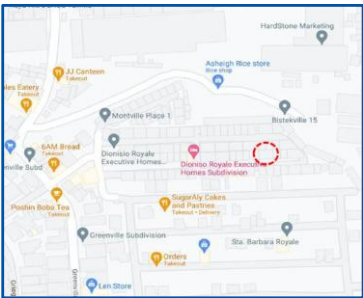 HardStone Marketing
JJ Canteen
Takeout
Asheigh Rice store
Rice shop
les Eatery
Takeout
Montville Place 1
Bistekville 15
6AM Bread
Takeout
Dionisio Royale
Executive Homes...
enville Subd
Dioniso Royale Executive
Homes Subdivision
SugarAly Cakes
and Pastries
Takeout • Delivery
Poshin Boba Tea
Takeout
Greenville Subdivision
Sta. Barbara Royale
Orders
Takeout
Len Store